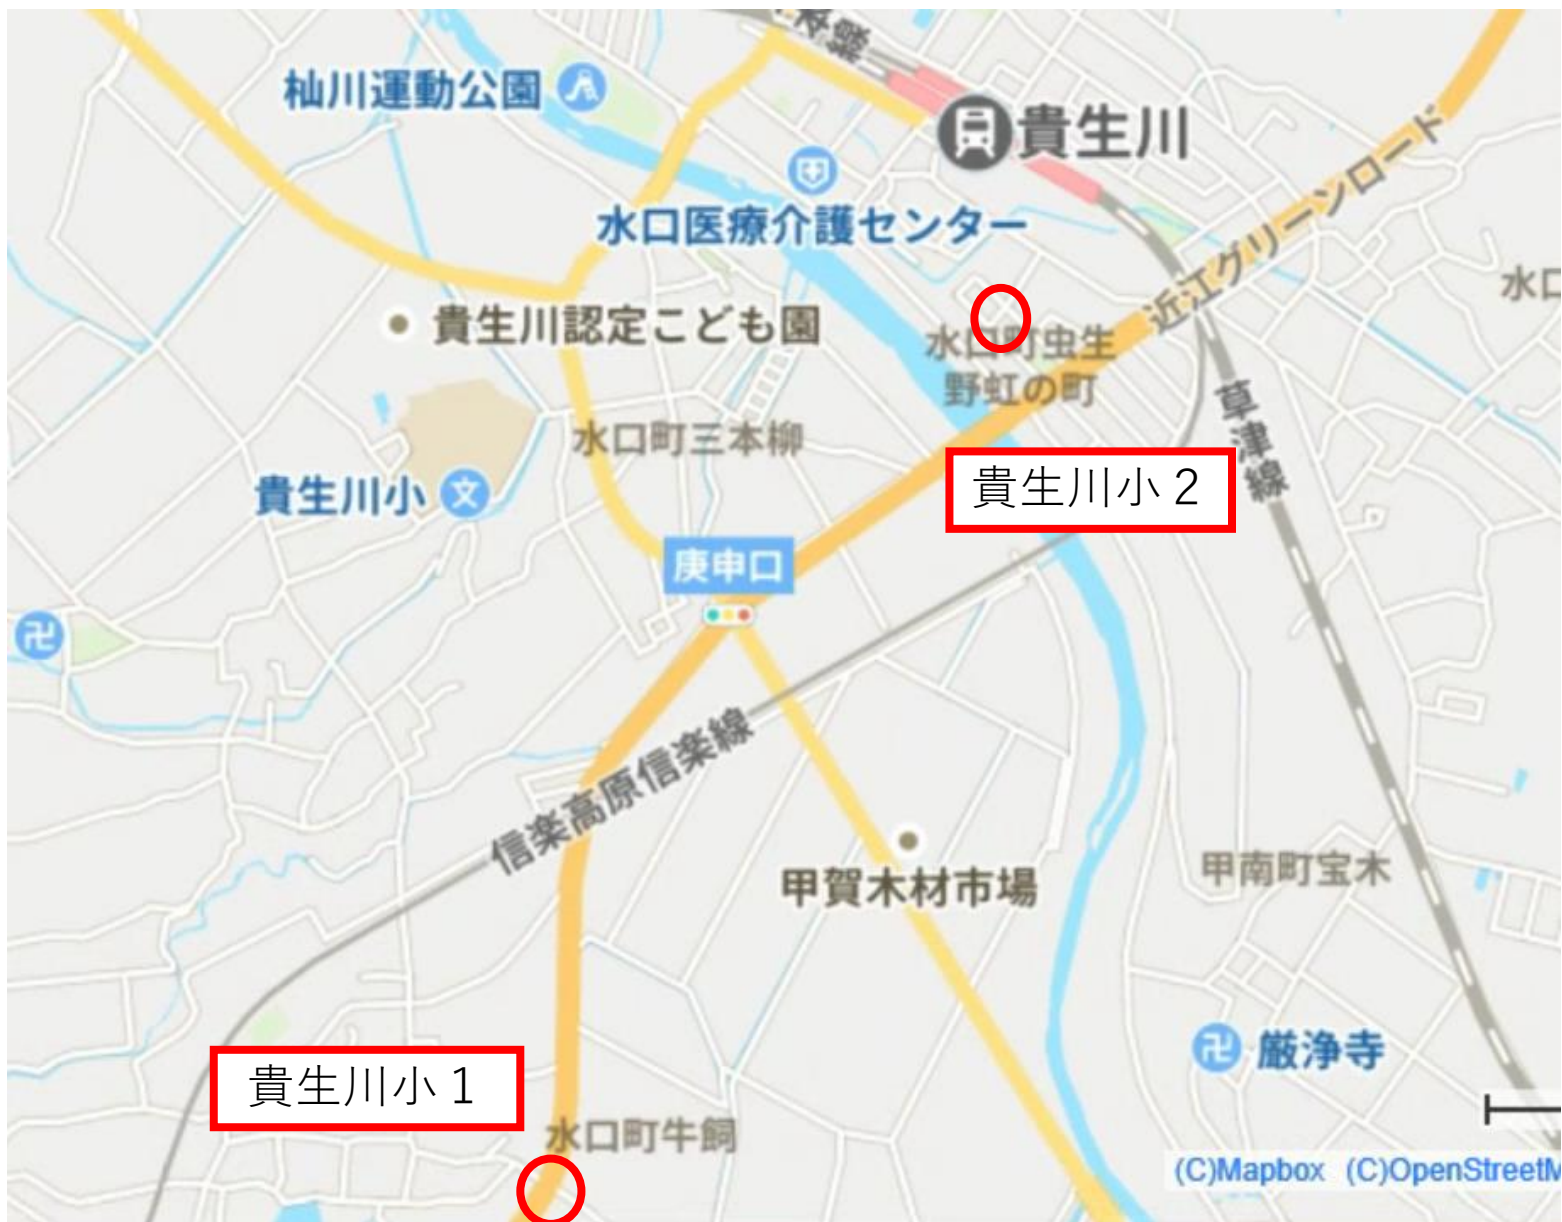 本線
杣川運動公園
貴生川
水口医療介護センター
近江グリーンロード
水口
貴生川認定こども園
水口町虫生
野虹の町
草津線
水口町三本柳
貴生川小
貴生川小２
庚申口
信楽高原信楽線
甲賀木材市場
甲南町宝木
厳浄寺
貴生川小１
水口町牛飼
(C)Mapbox (C)OpenStreetM